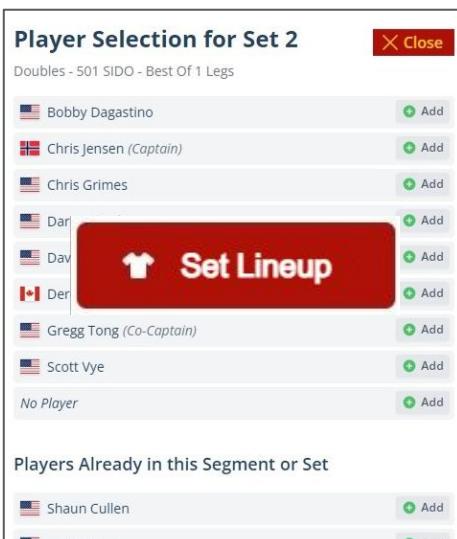 Player Selection for Set 2
Close
Doubles - 501 SIDO - Best Of 1 Legs
Bobby Dagastino Add
Chris Jensen (Captain) Add
Chris Grimes Add
Add
Add
Add
Set Lineup
Gregg Tong (Co-Captain) Add
Scott Vye Add
No Player Add
Players Already in this Segment or Set
Shaun Cullen Add